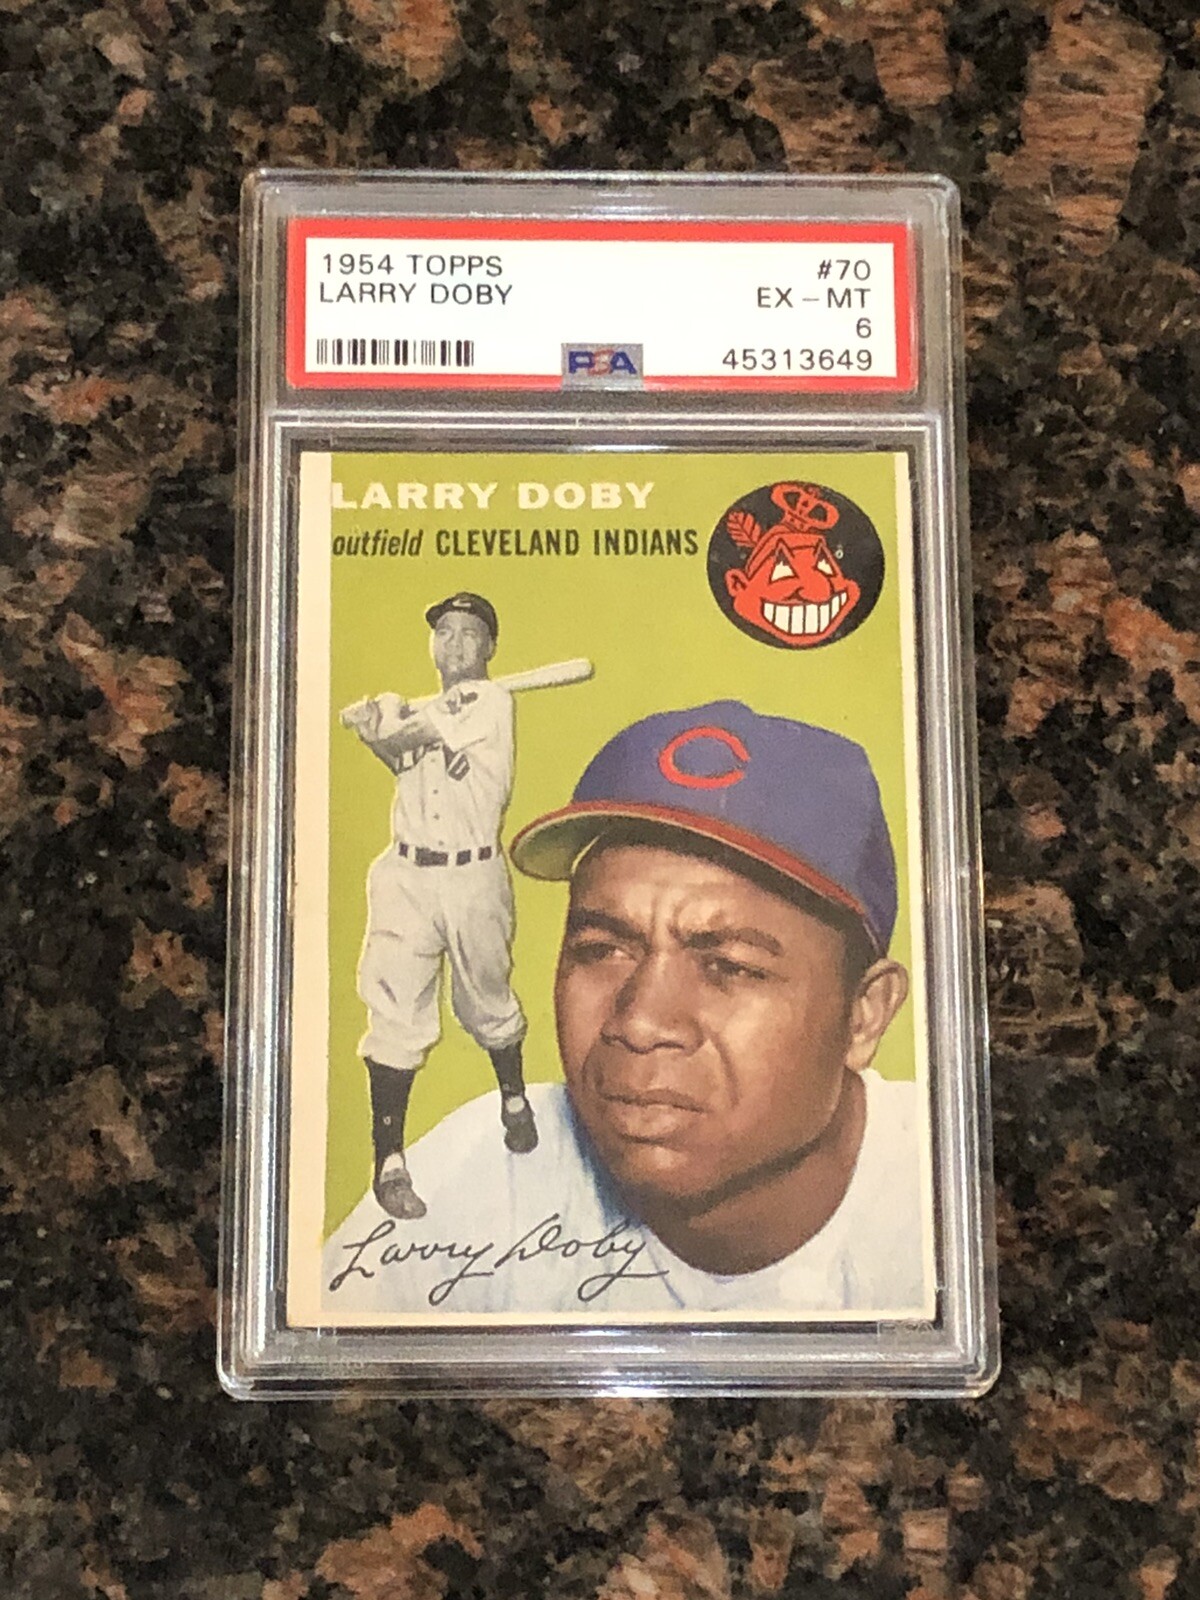 1954 TOPPS #70
LARRY DOBY EX - MT
6
PSA 45313649
LARRY DOBY
outfield CLEVELAND INDIANS
C
C
Larry Doby